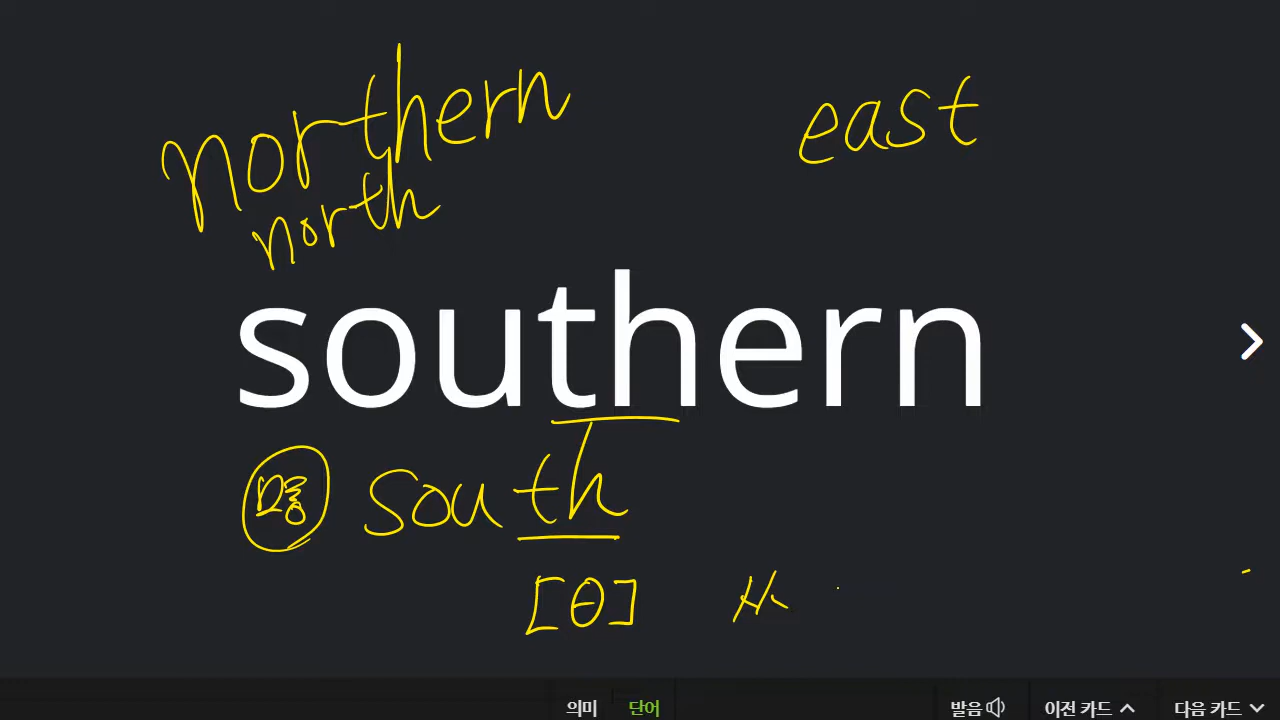 northern
east
north
southern
south
[θ]
의미 단어 발음 이전 카드 다음 카드